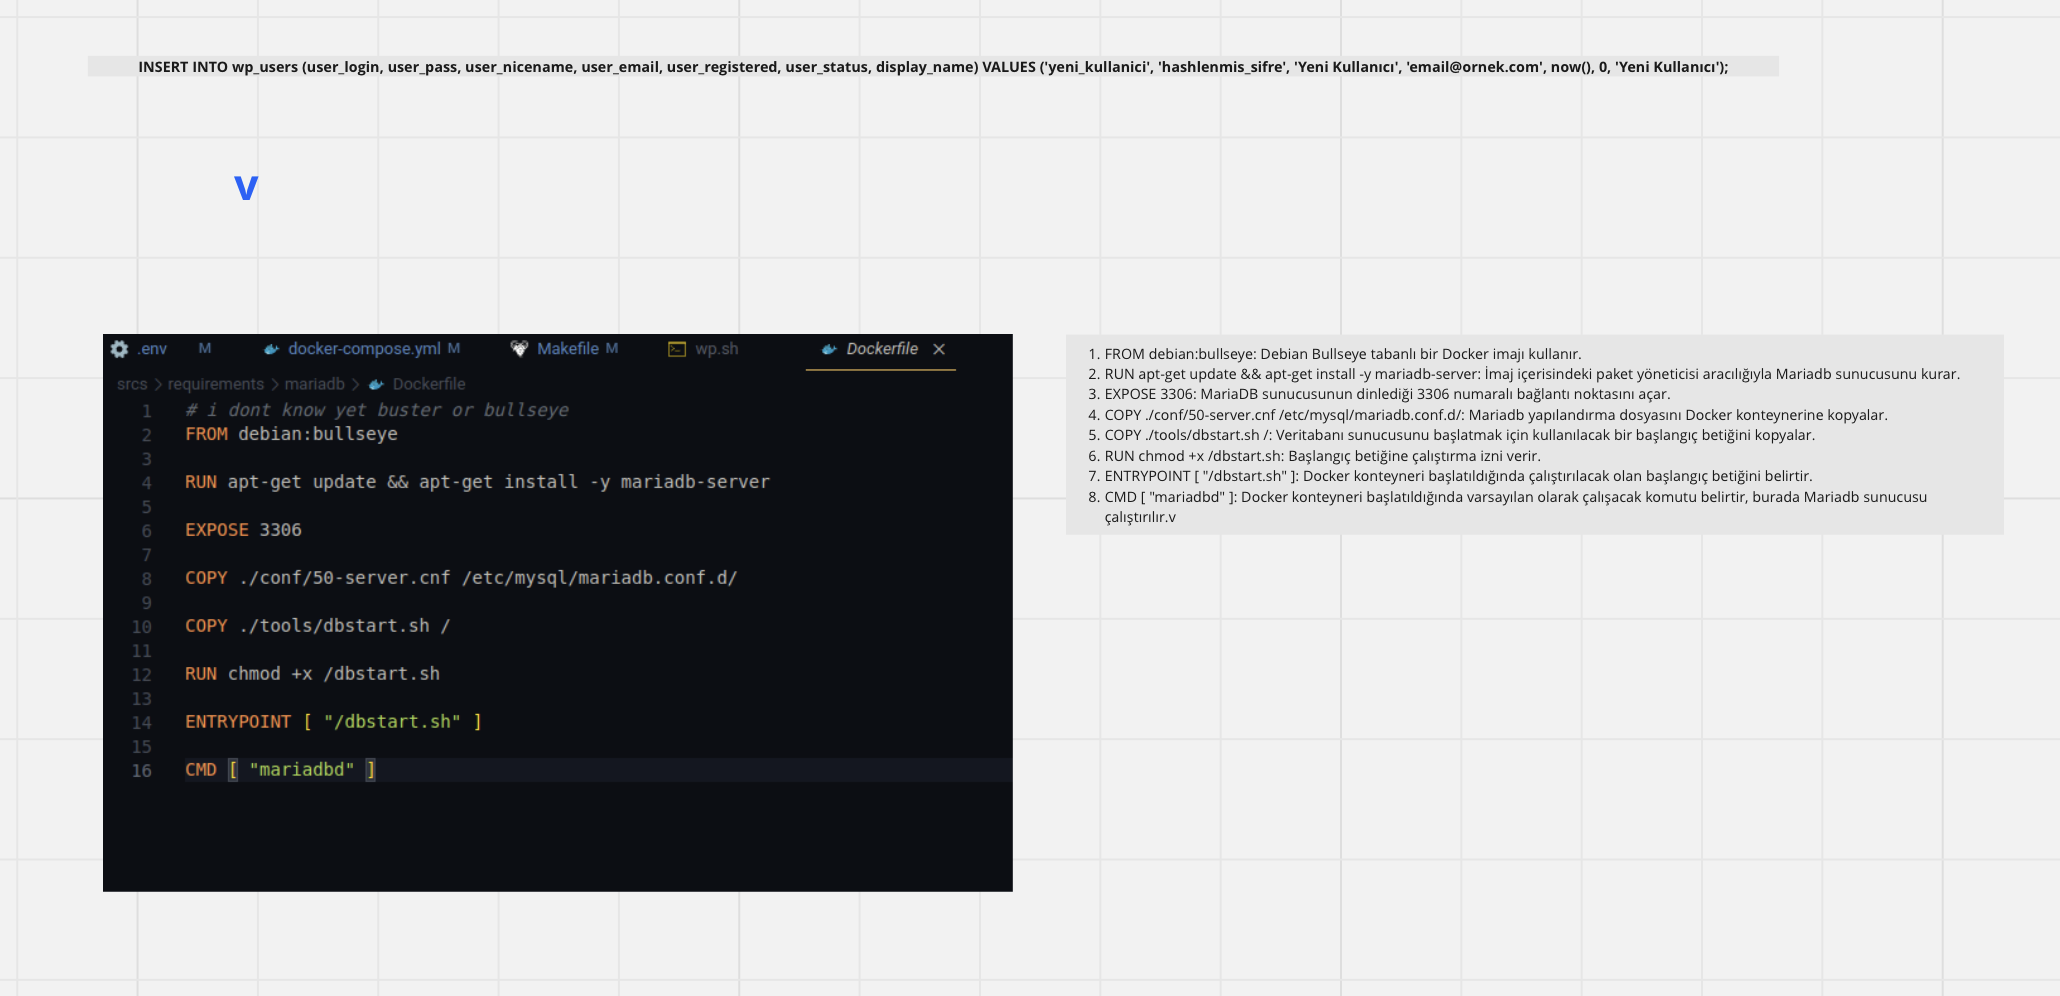 INSERT INTO wp_users (user_login, user_pass, user_nicename, user_email, user_registered, user_status, display_name) VALUES ('yeni_kullanici', 'hashlenmis_sifre', 'Yeni Kullanıcı', 'email@ornek.com', now(), 0, 'Yeni Kullanıcı');
v
.env M docker-compose.yml M Makefile M wp.sh Dockerfile
srcs > requirements > mariadb > Dockerfile
1 # i dont know yet buster or bullseye
2 FROM debian:bullseye
3
4 RUN apt-get update && apt-get install -y mariadb-server
5
6 EXPOSE 3306
7
8 COPY ./conf/50-server.cnf /etc/mysql/mariadb.conf.d/
9
10 COPY ./tools/dbstart.sh /
11
12 RUN chmod +x /dbstart.sh
13
14 ENTRYPOINT [ "/dbstart.sh" ]
15
16 CMD [ "mariadbd" ]
1. FROM debian:bullseye: Debian Bullseye tabanlı bir Docker imajı kullanır.
2. RUN apt-get update && apt-get install -y mariadb-server: İmaj içerisindeki paket yöneticisi aracılığıyla Mariadb sunucusunu kurar.
3. EXPOSE 3306: MariaDB sunucusunun dinlediği 3306 numaralı bağlantı noktasını açar.
4. COPY ./conf/50-server.cnf /etc/mysql/mariadb.conf.d/: Mariadb yapılandırma dosyasını Docker konteynerine kopyalar.
5. COPY ./tools/dbstart.sh /: Veritabanı sunucusunu başlatmak için kullanılacak bir başlangıç betiğini kopyalar.
6. RUN chmod +x /dbstart.sh: Başlangıç betiğine çalıştırma izni verir.
7. ENTRYPOINT [ "/dbstart.sh" ]: Docker konteyneri başlatıldığında çalıştırılacak olan başlangıç betiğini belirtir.
8. CMD [ "mariadbd" ]: Docker konteyneri başlatıldığında varsayılan olarak çalışacak komutu belirtir, burada Mariadb sunucusu
çalıştırılır.v